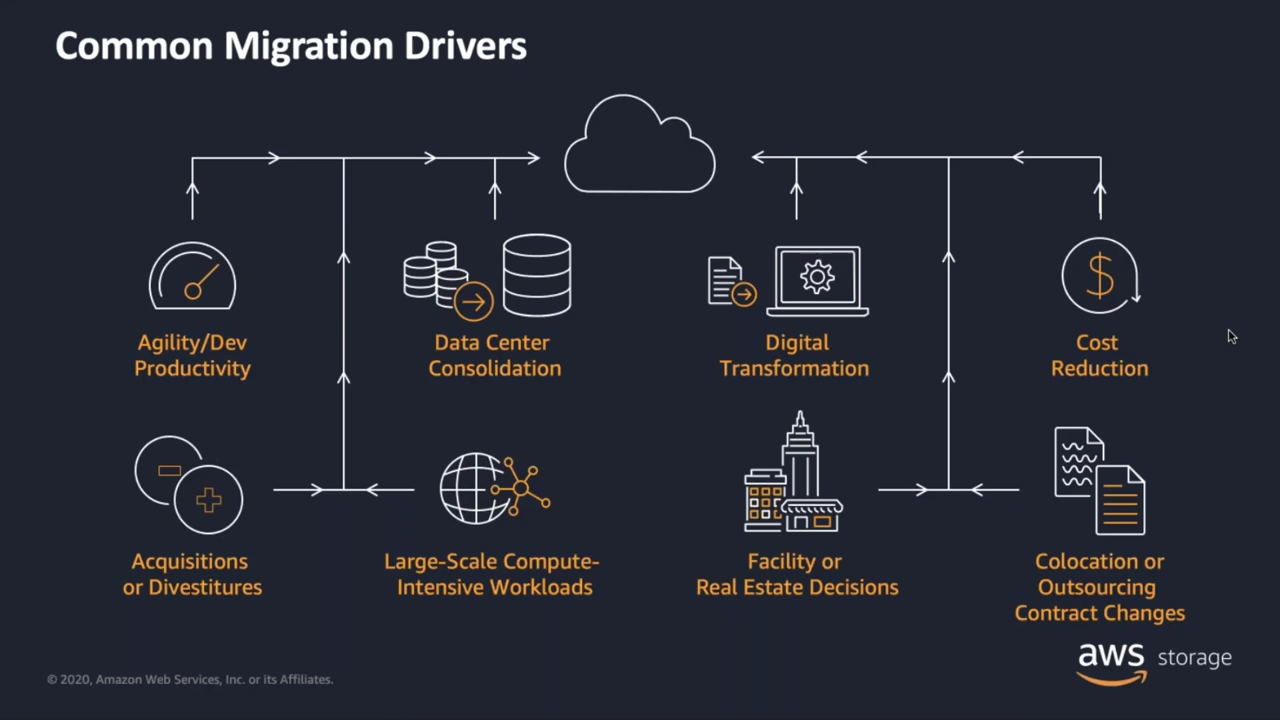 Common Migration Drivers
Agility/Dev
Productivity
Data Center
Consolidation
Digital
Transformation
$
Cost
Reduction
Acquisitions
or Divestitures
Large-Scale Compute-
Intensive Workloads
Facility or
Real Estate Decisions
Colocation or
Outsourcing
Contract Changes
aws storage
© 2020, Amazon Web Services, Inc. or its Affiliates.